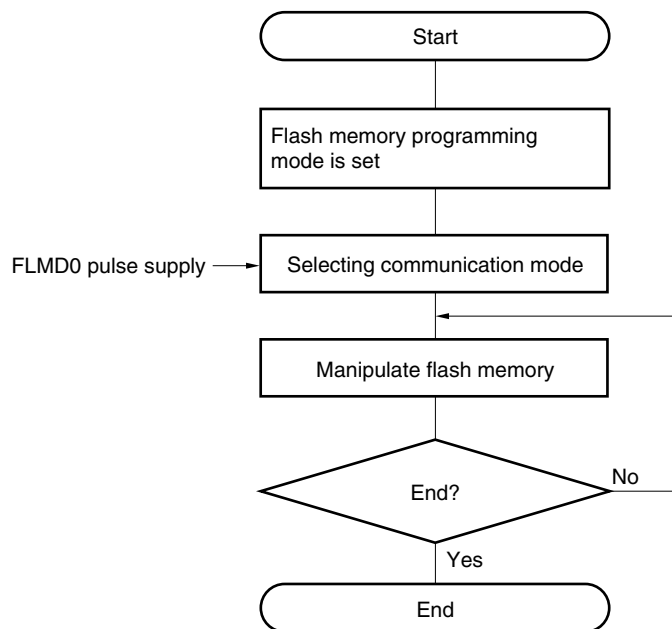 Start
Flash memory programming
mode is set
FLMD0 pulse supply
Selecting communication mode
Manipulate flash memory
End?
No
Yes
End